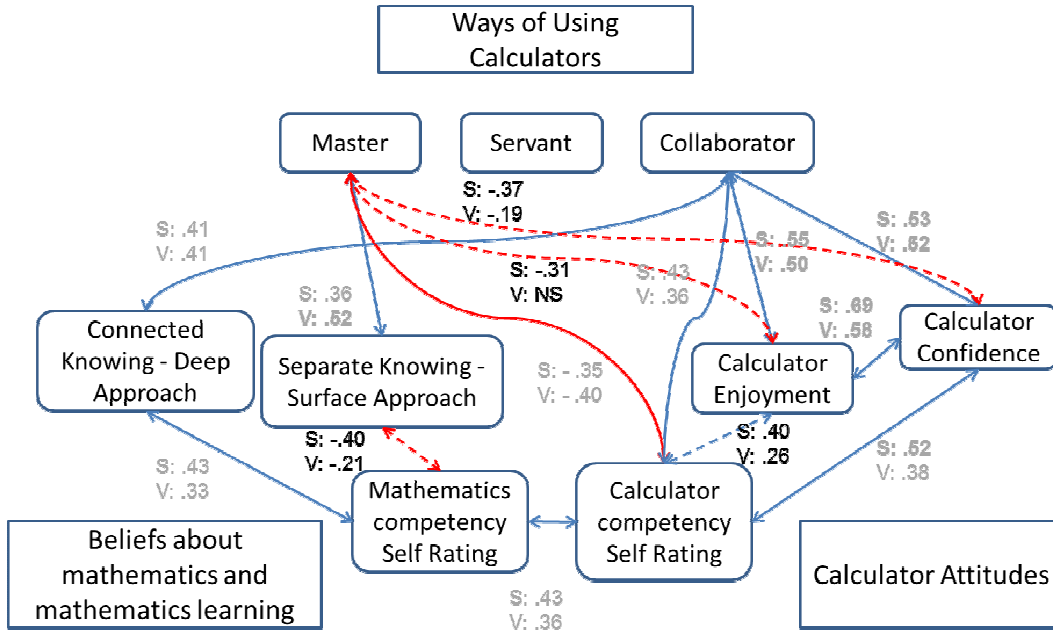 Ways of Using
Calculators
Master
Servant
Collaborator
S: -.37
V: -.19
S: .41
V: .41
S: .53
V: .52
S: .55
V: .50
S: -.31
V: NS
S: .43
V: .36
S: .36
V: .52
S: .69
V: .58
Connected
Knowing - Deep
Approach
Separate Knowing -
Surface Approach
Calculator
Enjoyment
Calculator
Confidence
S: -.35
V: -.40
S: -.40
V: -.21
S: .40
V: .26
S: .43
V: .33
S: .52
V: .38
Mathematics
competency
Self Rating
Calculator
competency
Self Rating
Beliefs about
mathematics and
mathematics learning
Calculator Attitudes
S: .43
V: .36